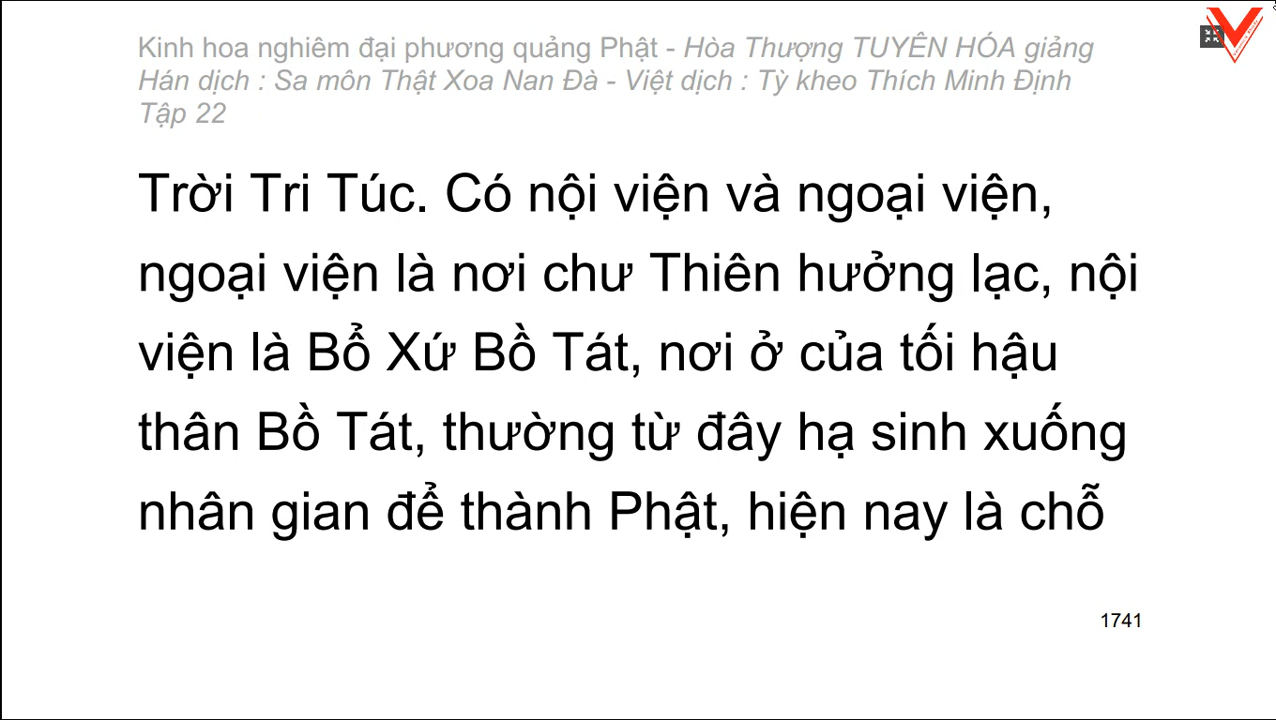 Kinh hoa nghiêm đại phương quảng Phật - Hòa Thượng TUYÊN HÓA giảng
Hán dịch : Sa môn Thật Xoa Nan Đà - Việt dịch : Tỳ kheo Thích Minh Định
Tập 22
Trời Tri Túc. Có nội viện và ngoại viện,
ngoại viện là nơi chư Thiên hưởng lạc, nội
viện là Bổ Xứ Bồ Tát, nơi ở của tối hậu
thân Bồ Tát, thường từ đây hạ sinh xuống
nhân gian để thành Phật, hiện nay là chỗ
1741